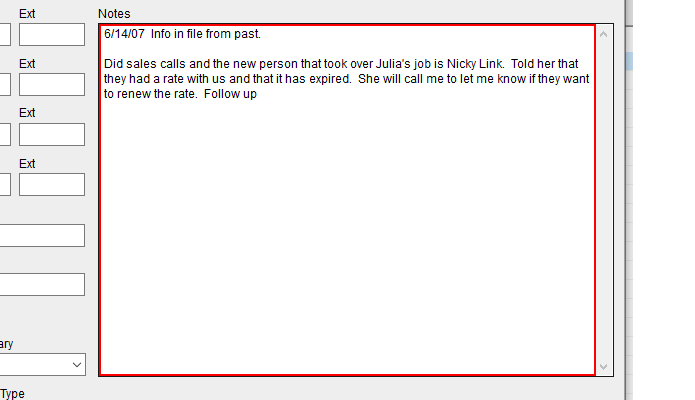 Ext
Notes
6/14/07  Info in file from past.
Did sales calls and the new person that took over Julia's job is Nicky Link.  Told her that
they had a rate with us and that it has expired.  She will call me to let me know if they want
to renew the rate.  Follow up
Ext
Ext
Ext
ary
Type